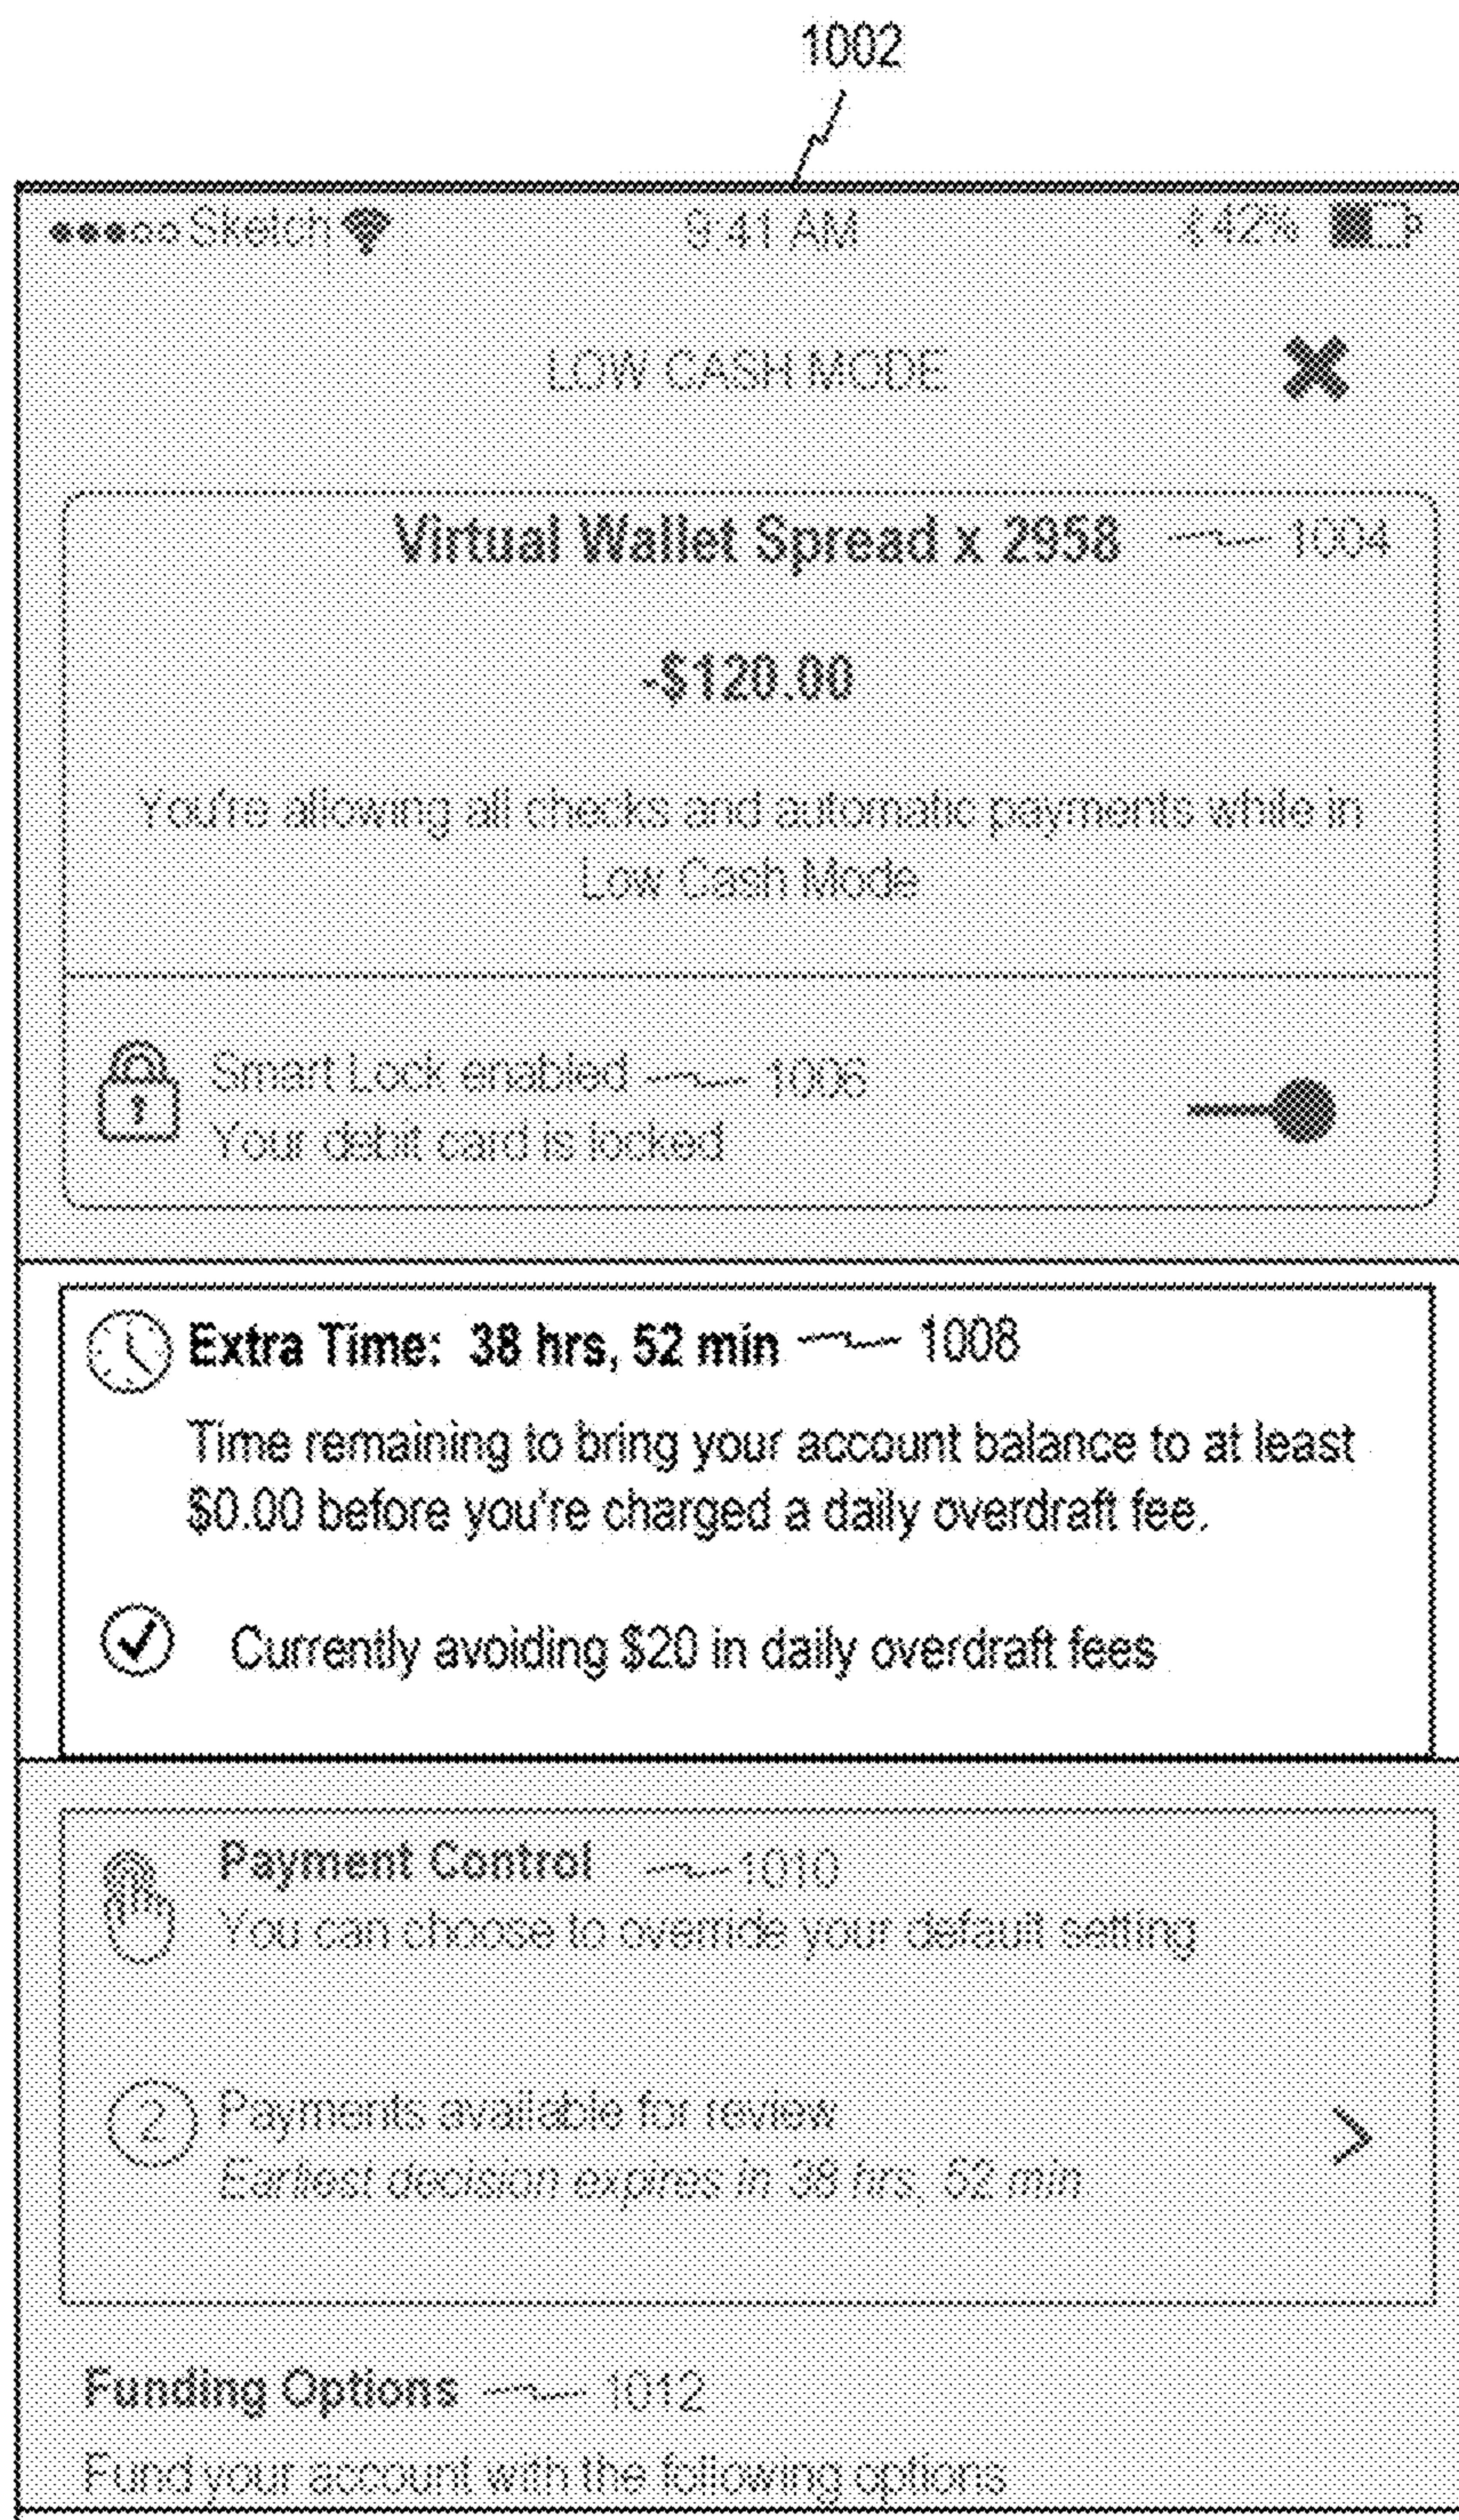 1002
Sketch 9:41 AM 42%
LOW CASH MODE
Virtual Wallet Spread x 2958 1004
-$120.00
You're allowing all checks and automatic payments while in
Low Cash Mode
Smart Lock enabled 1006
Your debit card is locked
Extra Time: 38 hrs, 52 min 1008
Time remaining to bring your account balance to at least
$0.00 before you're charged a daily overdraft fee.
Currently avoiding $20 in daily overdraft fees
Payment Control 1010
You can choose to override your default setting
2 Payments available for review
Earliest decision expires in 38 hrs, 52 min
Funding Options 1012
Fund your account with the following options